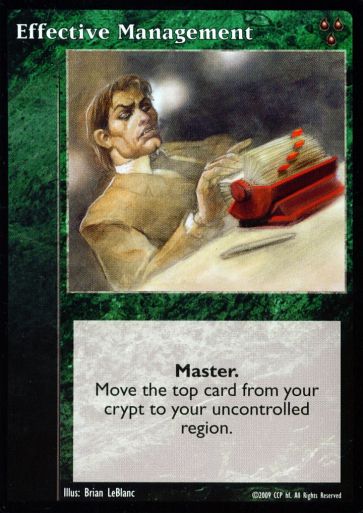 Effective Management
Master.
Move the top card from your
crypt to your uncontrolled
region.
Illus: Brian LeBlanc
©2009 CCP hf. All Rights Reserved